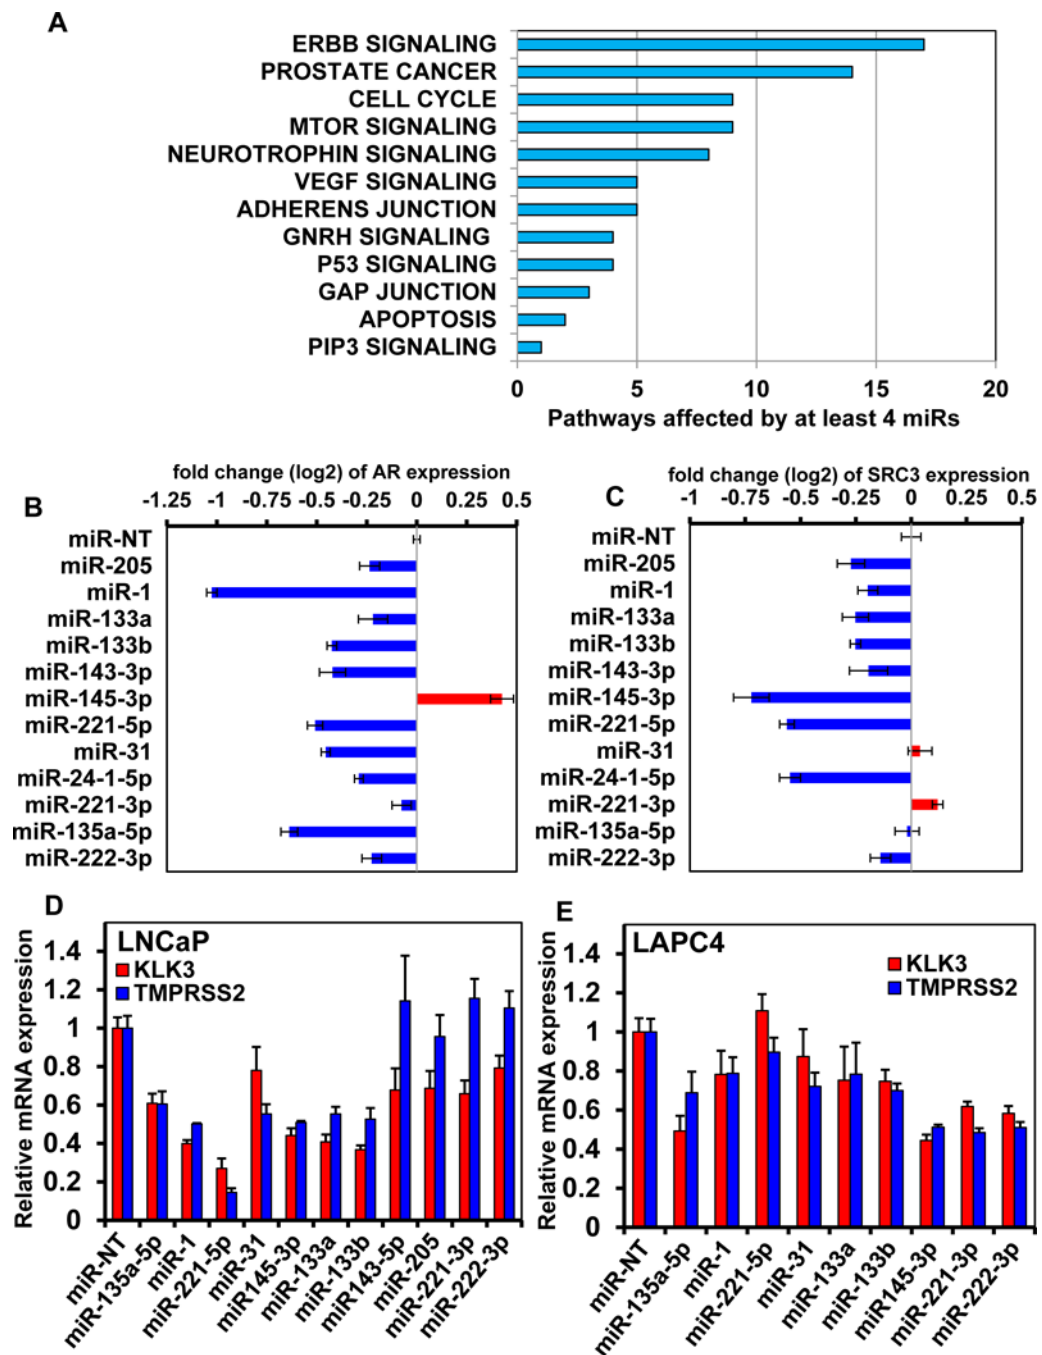 A
ERBB SIGNALING
PROSTATE CANCER
CELL CYCLE
MTOR SIGNALING
NEUROTROPHIN SIGNALING
VEGF SIGNALING
ADHERENS JUNCTION
GNRH SIGNALING
P53 SIGNALING
GAP JUNCTION
APOPTOSIS
PIP3 SIGNALING
0 5 10 15 20
Pathways affected by at least 4 miRs
B
fold change (log2) of AR expression
-1.25 -1 -0.75 -0.5 -0.25 0 0.25 0.5
miR-NT
miR-205
miR-1
miR-133a
miR-133b
miR-143-3p
miR-145-3p
miR-221-5p
miR-31
miR-24-1-5p
miR-221-3p
miR-135a-5p
miR-222-3p
C
fold change (log2) of SRC3 expression
-1 -0.75 -0.5 -0.25 0 0.25 0.5
miR-NT
miR-205
miR-1
miR-133a
miR-133b
miR-143-3p
miR-145-3p
miR-221-5p
miR-31
miR-24-1-5p
miR-221-3p
miR-135a-5p
miR-222-3p
D
LNCaP
KLK3
TMPRSS2
Relative mRNA expression
1.4
1.2
1
0.8
0.6
0.4
0.2
0
miR-NT
miR-135a-5p
miR-1
miR-221-5p
miR-31
miR145-3p
miR-133a
miR-133b
miR143-5p
miR-205
miR-221-3p
miR-222-3p
E
LAPC4
KLK3
TMPRSS2
Relative mRNA expression
1.4
1.2
1
0.8
0.6
0.4
0.2
0
miR-NT
miR-135a-5p
miR-1
miR-221-5p
miR-31
miR-133a
miR-133b
miR145-3p
miR-221-3p
miR-222-3p